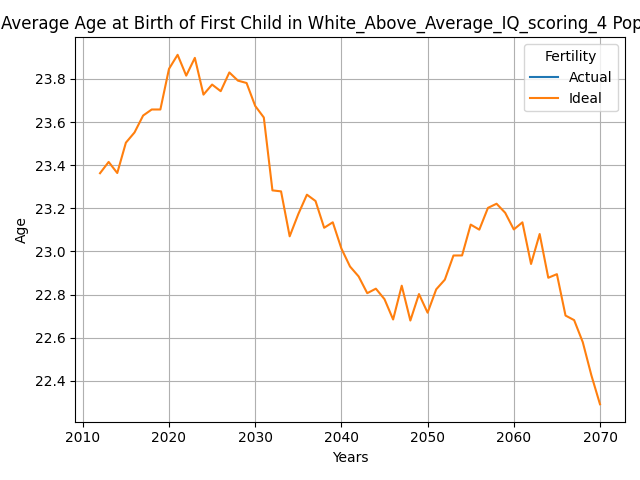 Average Age at Birth of First Child in White_Above_Average_IQ_scoring_4 Pop
Fertility
Actual
Ideal
23.8
23.6
23.4
23.2
23.0
22.8
22.6
22.4
Age
2010 2020 2030 2040 2050 2060 2070
Years